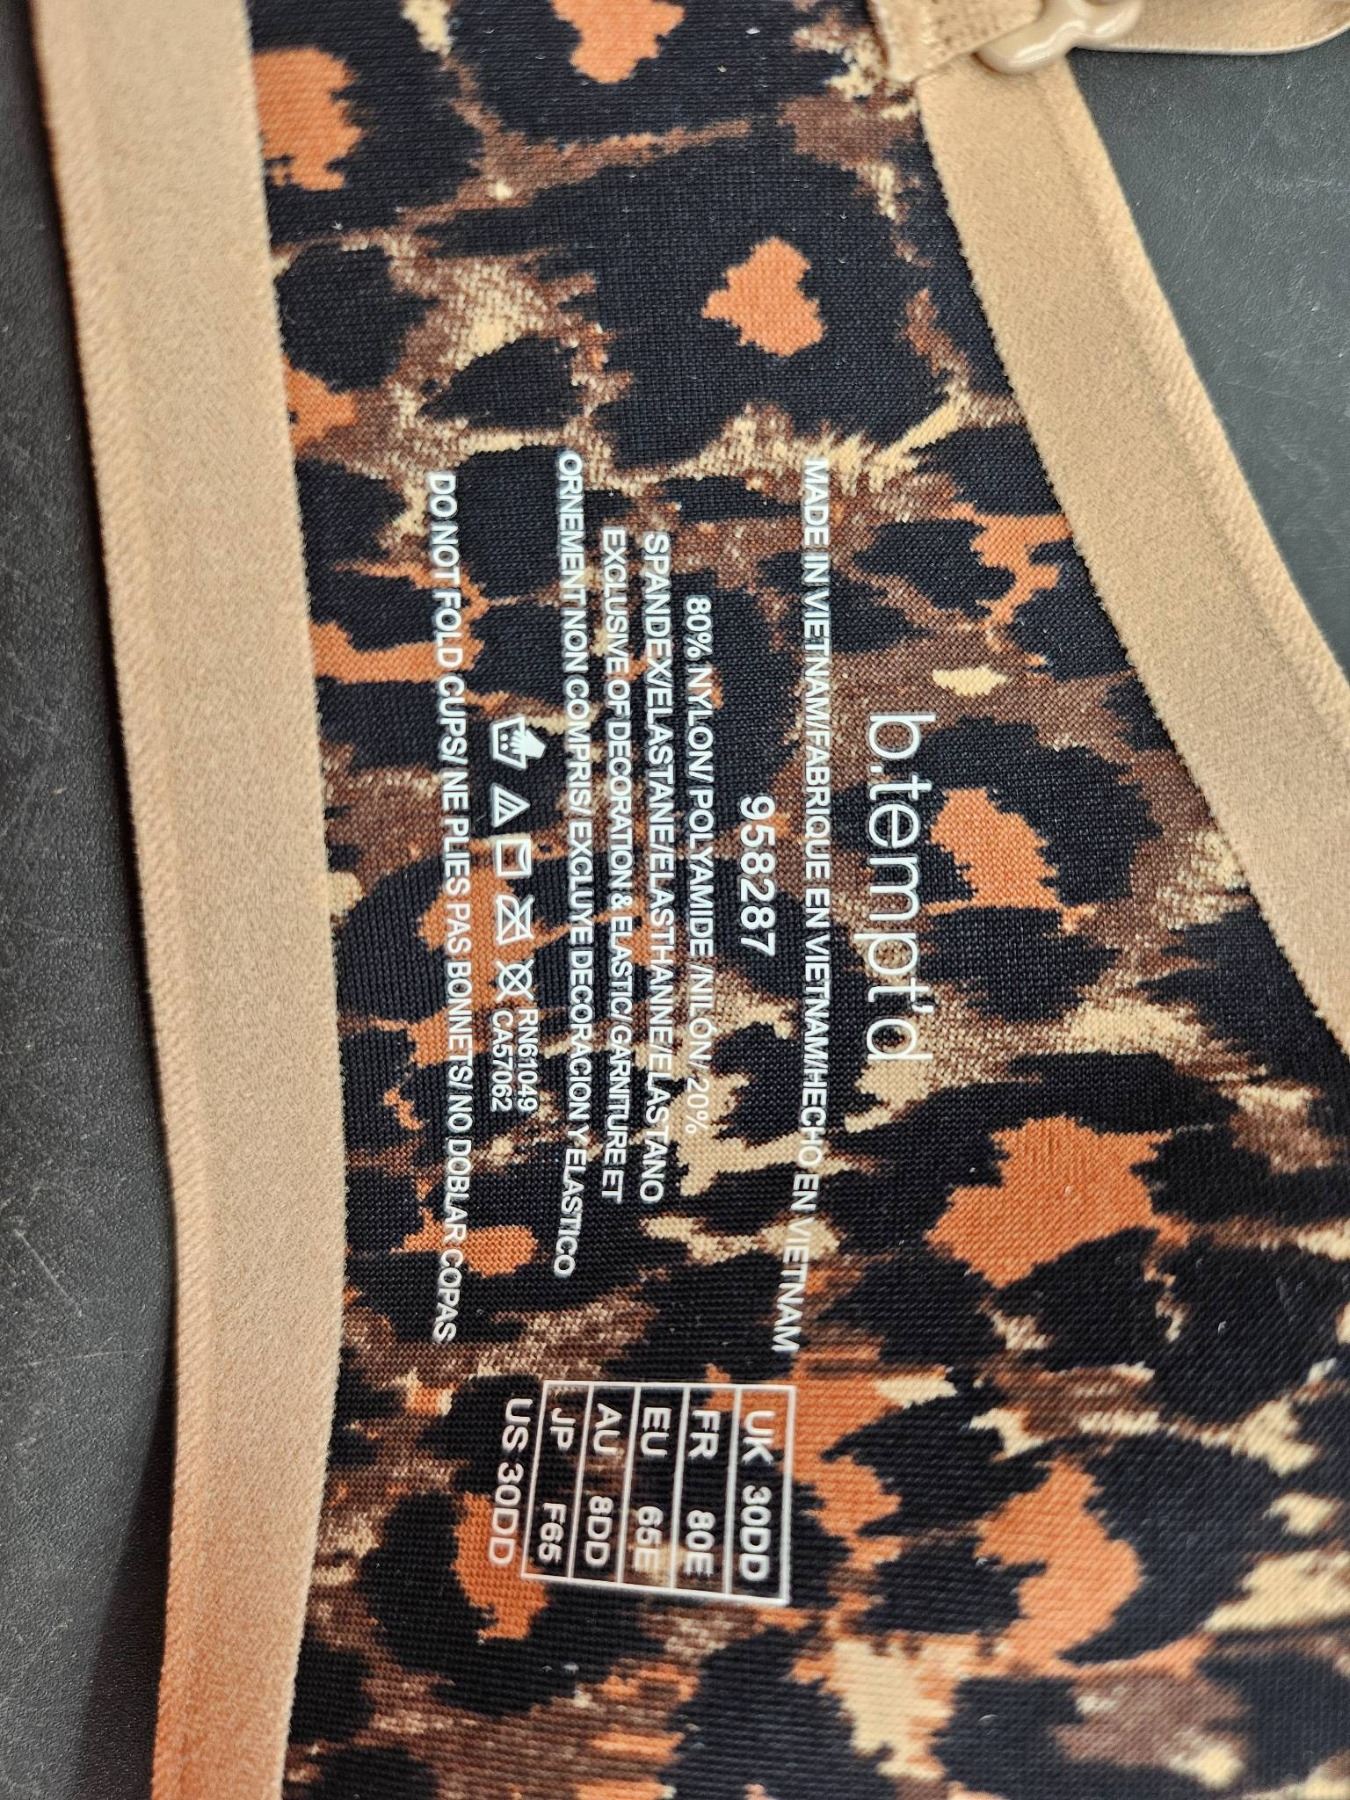 b.tempt'd
MADE IN VIETNAM/FABRIQUE EN VIETNAM/HECHO EN VIETNAM
958287
80% NYLON/ POLYAMIDE /NILON/ 20%
SPANDEX/ELASTANE/ELASTHANNE/ELASTANO
EXCLUSIVE OF DECORATION& ELASTIC/GARNITURE ET
ORNEMENT NON COMPRIS/ EXCLUYE DECORACION Y ELASTICO
RN61049
CA57062
DO NOT FOLD CUPS/ NE PLIES PAS BONNETS/ NO DOBLAR COPAS
UK 30DD
FR 80E
EU 65E
AU 8DD
JP F65
US 30DD